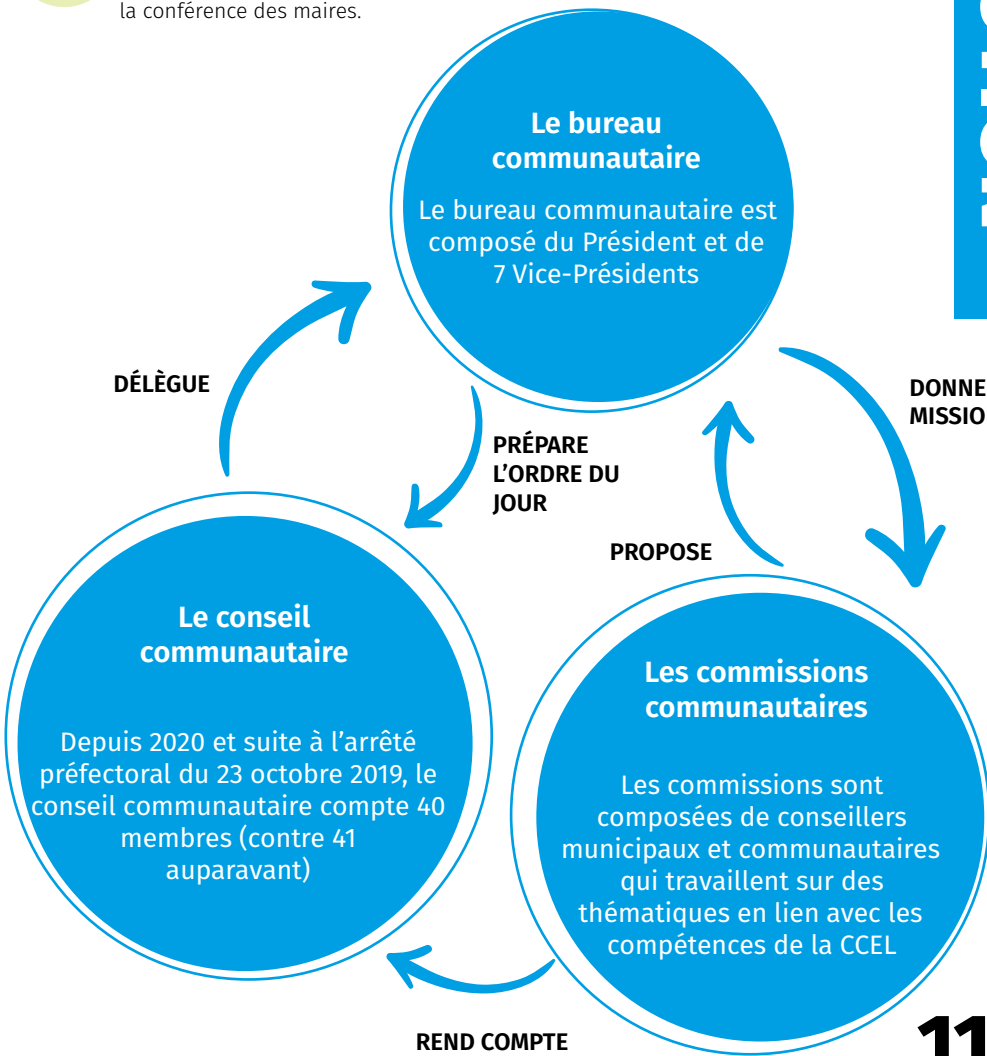 la conférence des maires.
Le bureau
communautaire
Le bureau communautaire est
composé du Président et de
7 Vice-Présidents
DÉLÈGUE
DONNE
MISSIO
PRÉPARE
L’ORDRE DU
JOUR
PROPOSE
Le conseil
communautaire
Depuis 2020 et suite à l’arrêté
préfectoral du 23 octobre 2019, le
conseil communautaire compte 40
membres (contre 41
auparavant)
Les commissions
communautaires
Les commissions sont
composées de conseillers
municipaux et communautaires
qui travaillent sur des
thématiques en lien avec les
compétences de la CCEL
REND COMPTE
11